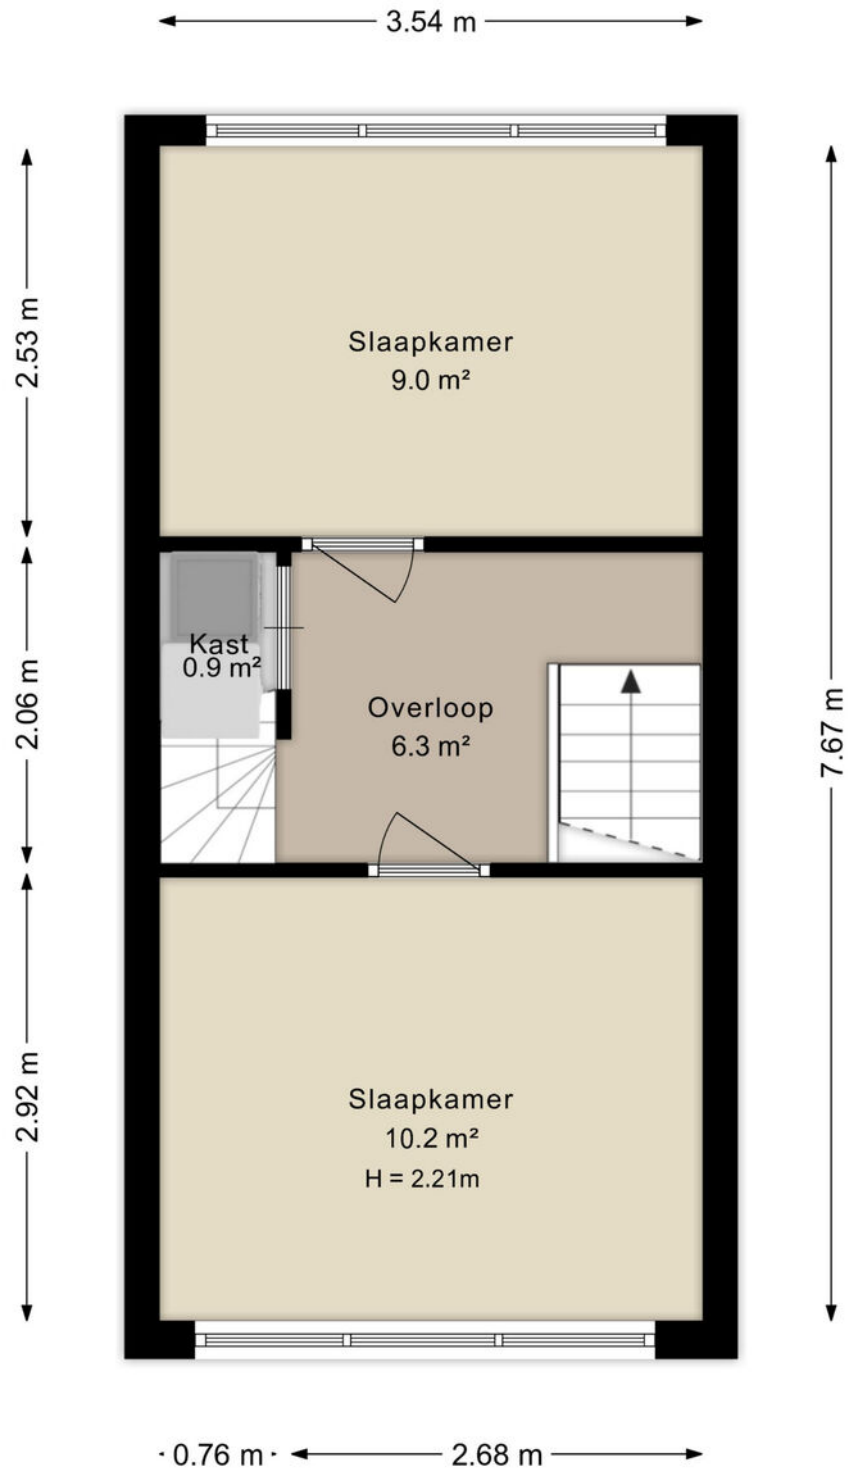 3.54 m
2.53 m
Slaapkamer
9.0 m²
Kast
0.9 m²
2.06 m
Overloop
6.3 m²
7.67 m
2.92 m
Slaapkamer
10.2 m²
H = 2.21m
0.76 m
2.68 m